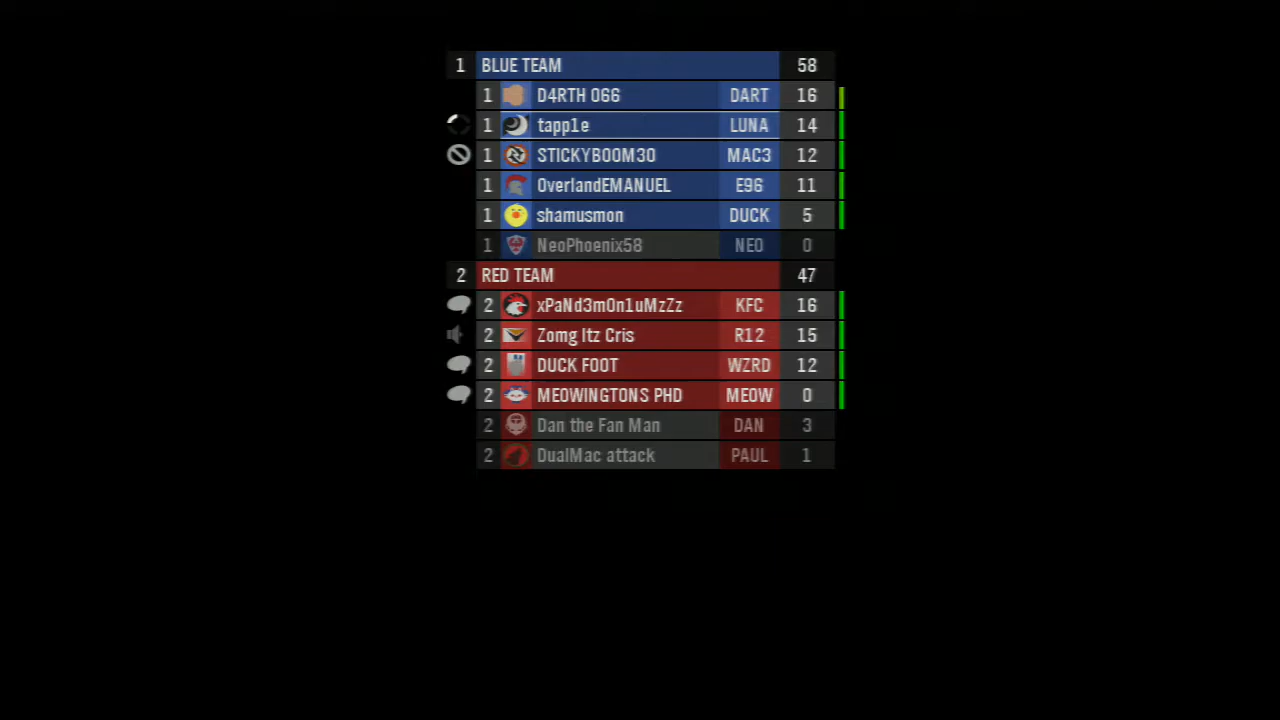 1 BLUE TEAM 58
1 D4RTH 066 DART 16
1 tapp1e LUNA 14
1 STICKYBOOM30 MAC3 12
1 OverlandEMANUEL E96 11
1 shamusmon DUCK 5
1 NeoPhoenix58 NEO 0
2 RED TEAM 47
2 xPaNd3mOn1uMzZz KFC 16
2 Zomg Itz Cris R12 15
2 DUCK FOOT WZRD 12
2 MEOWINGTONS PHD MEOW 0
2 Dan the Fan Man DAN 3
2 DualMac attack PAUL 1